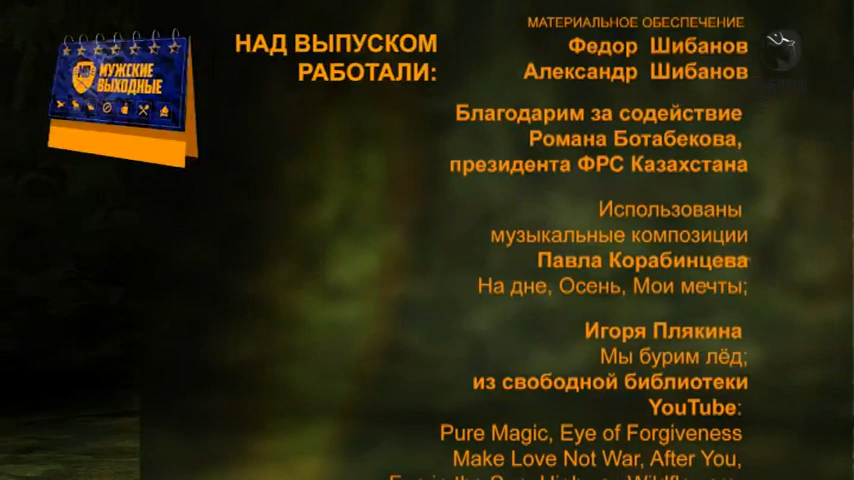 МУЖСКИЕ
ВЫХОДНЫЕ
НАД ВЫПУСКОМ
РАБОТАЛИ:
МАТЕРИАЛЬНОЕ ОБЕСПЕЧЕНИЕ
Федор Шибанов
Александр Шибанов
Благодарим за содействие
Романа Ботабекова,
президента ФРС Казахстана
Использованы
музыкальные композиции
Павла Корабинцева
На дне, Осень, Мои мечты;
Игоря Плякина
Мы бурим лёд;
из свободной библиотеки
YouTube:
Pure Magic, Eye of Forgiveness
Make Love Not War, After You,